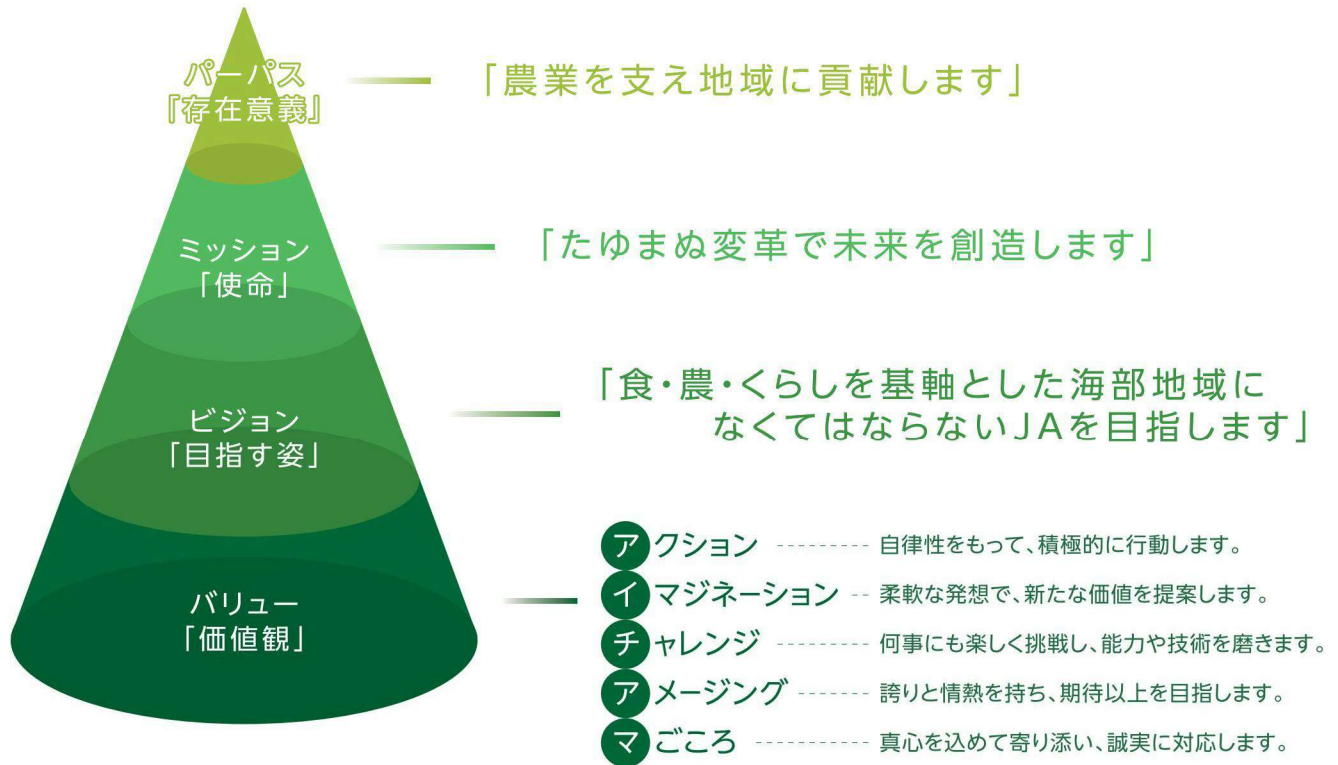 パーパス
「存在意義」
「農業を支え地域に貢献します」
ミッション
「使命」
「たゆまぬ変革で未来を創造します」
ビジョン
「目指す姿」
「食・農・くらしを基軸とした海部地域に
なくてはならないJAを目指します」
バリュー
「価値観」
アクション --------- 自律性をもって、積極的に行動します。
イマジネーション -- 柔軟な発想で、新たな価値を提案します。
チャレンジ --------- 何事にも楽しく挑戦し、能力や技術を磨きます。
アメージング ------ 誇りと情熱を持ち、期待以上を目指します。
マごころ ----------- 真心を込めて寄り添い、誠実に対応します。